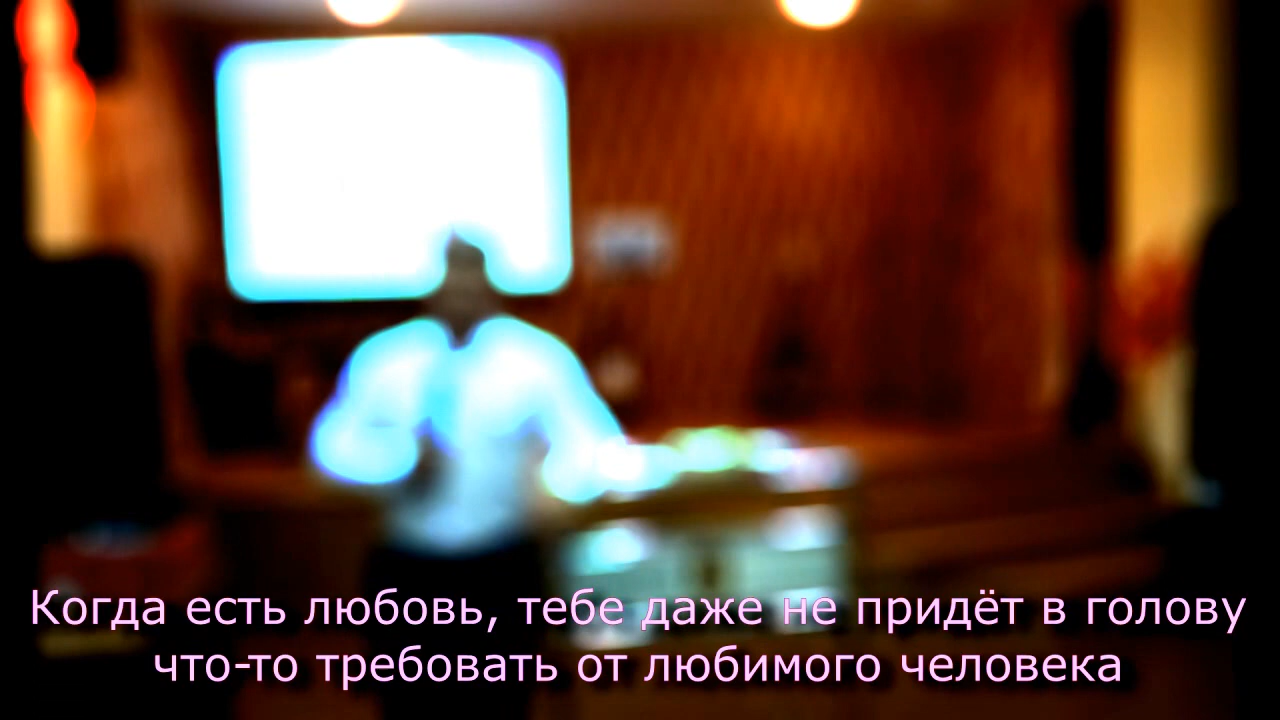 Когда есть любовь, тебе даже не придёт в голову
что-то требовать от любимого человека